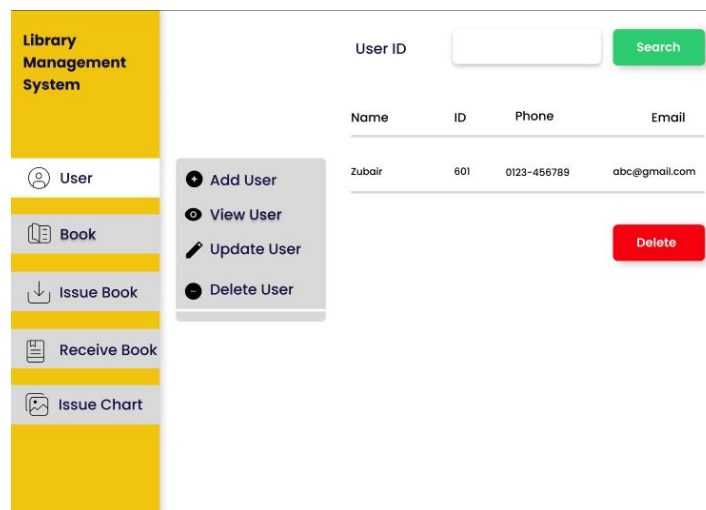 Library
Management
System
User
Book
Issue Book
Receive Book
Issue Chart
Add User
View User
Update User
Delete User
User ID
Search
Name ID Phone Email
Zubair 601 0123-456789 abc@gmail.com
Delete